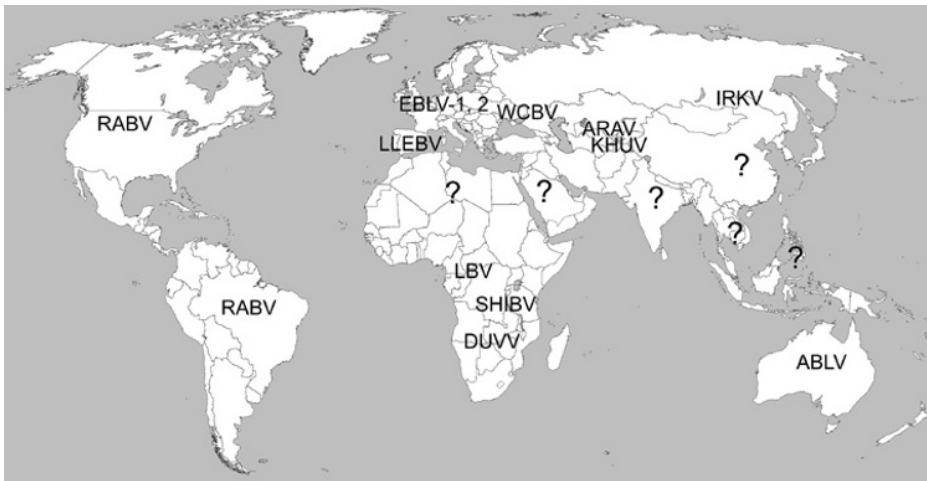 IRKV
EBLV-1, 2
WCBV
RABV
ARAV
LLEBV
KHUV
?
?
?
?
?
?
LBV
SHIBV
RABV
DUVV
ABLV